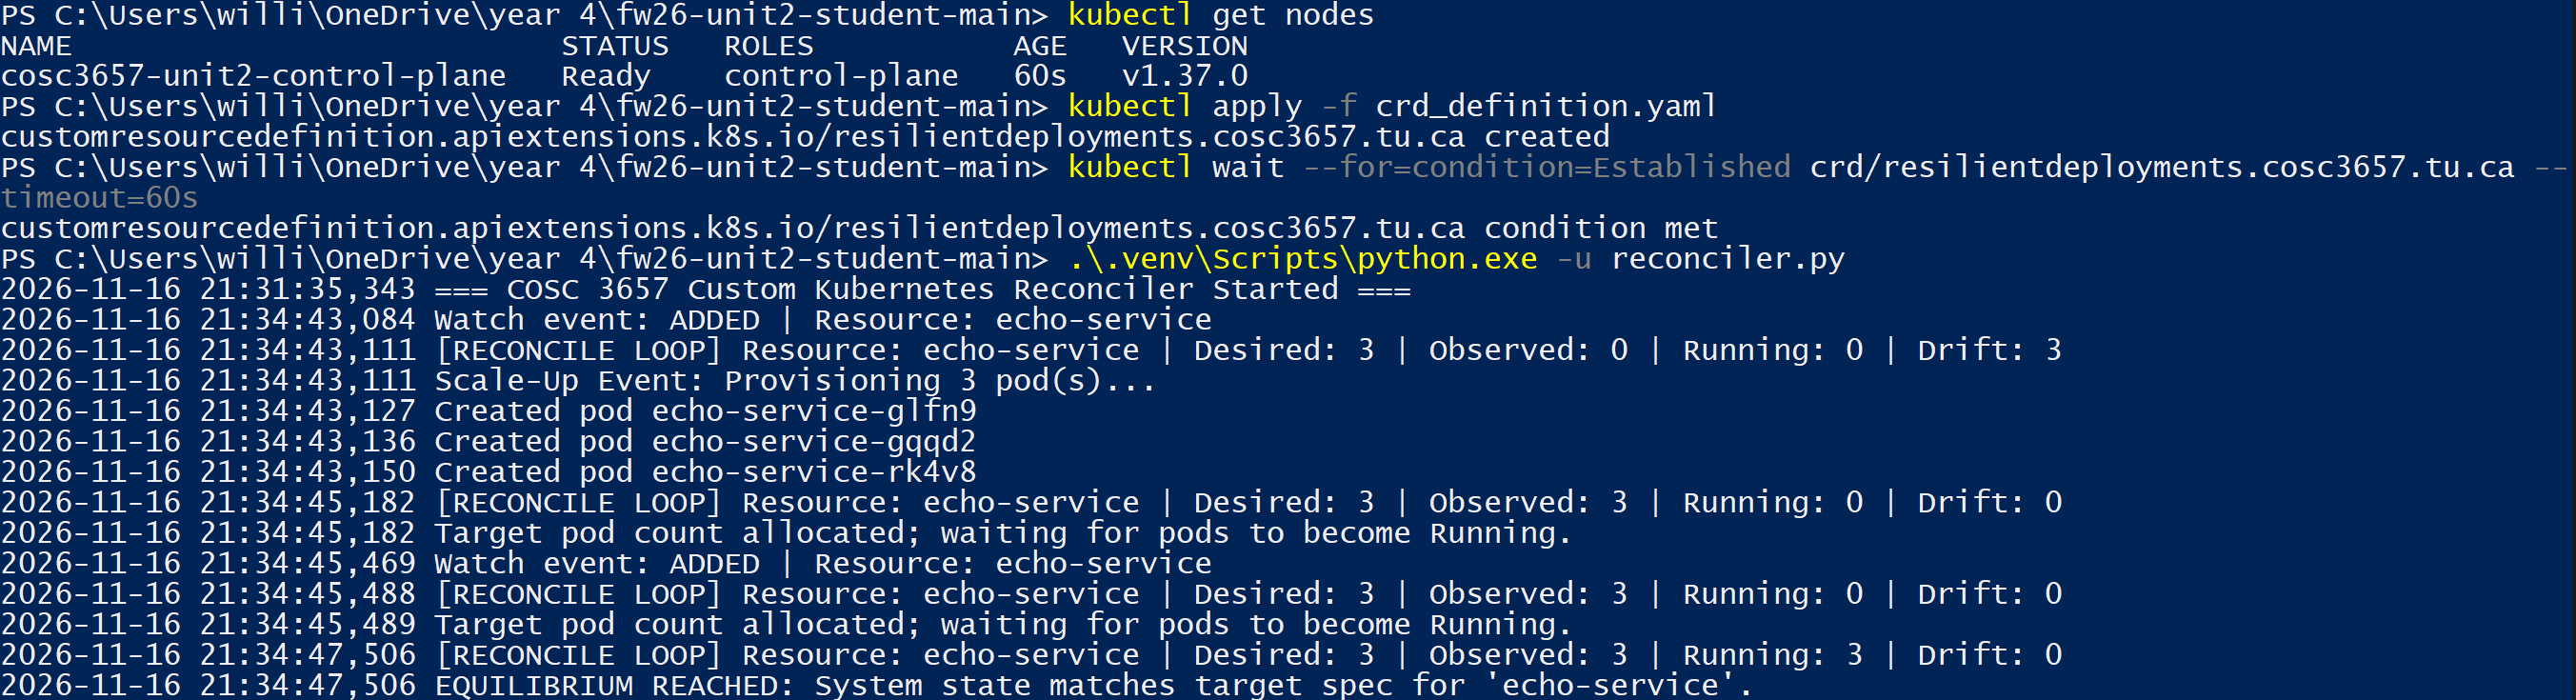 PS C:\Users\willi\OneDrive\year 4\fw26-unit2-student-main> kubectl get nodes
NAME                           STATUS   ROLES           AGE   VERSION
cosc3657-unit2-control-plane   Ready    control-plane   60s   v1.37.0
PS C:\Users\willi\OneDrive\year 4\fw26-unit2-student-main> kubectl apply -f crd_definition.yaml
customresourcedefinition.apiextensions.k8s.io/resilientdeployments.cosc3657.tu.ca created
PS C:\Users\willi\OneDrive\year 4\fw26-unit2-student-main> kubectl wait --for=condition=Established crd/resilientdeployments.cosc3657.tu.ca --
timeout=60s
customresourcedefinition.apiextensions.k8s.io/resilientdeployments.cosc3657.tu.ca condition met
PS C:\Users\willi\OneDrive\year 4\fw26-unit2-student-main> .\.venv\Scripts\python.exe -u reconciler.py
2026-11-16 21:31:35,343 === COSC 3657 Custom Kubernetes Reconciler Started ===
2026-11-16 21:34:43,084 Watch event: ADDED | Resource: echo-service
2026-11-16 21:34:43,111 [RECONCILE LOOP] Resource: echo-service | Desired: 3 | Observed: 0 | Running: 0 | Drift: 3
2026-11-16 21:34:43,111 Scale-Up Event: Provisioning 3 pod(s)...
2026-11-16 21:34:43,127 Created pod echo-service-glfn9
2026-11-16 21:34:43,136 Created pod echo-service-gqqd2
2026-11-16 21:34:43,150 Created pod echo-service-rk4v8
2026-11-16 21:34:45,182 [RECONCILE LOOP] Resource: echo-service | Desired: 3 | Observed: 3 | Running: 0 | Drift: 0
2026-11-16 21:34:45,182 Target pod count allocated; waiting for pods to become Running.
2026-11-16 21:34:45,469 Watch event: ADDED | Resource: echo-service
2026-11-16 21:34:45,488 [RECONCILE LOOP] Resource: echo-service | Desired: 3 | Observed: 3 | Running: 0 | Drift: 0
2026-11-16 21:34:45,489 Target pod count allocated; waiting for pods to become Running.
2026-11-16 21:34:47,506 [RECONCILE LOOP] Resource: echo-service | Desired: 3 | Observed: 3 | Running: 3 | Drift: 0
2026-11-16 21:34:47,506 EQUILIBRIUM REACHED: System state matches target spec for 'echo-service'.